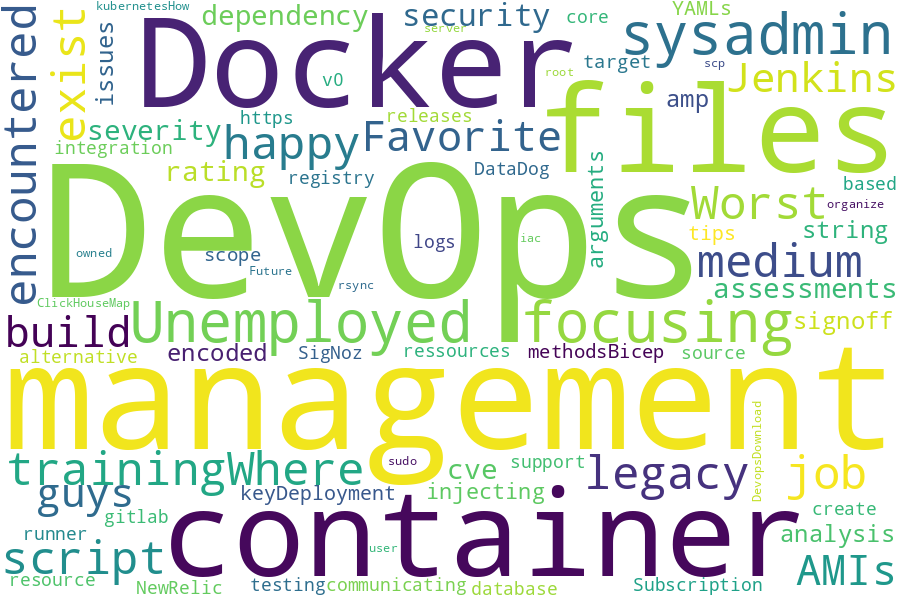 kubernetesHow
dependency
security
core
YAMLs
encountered
exist
issues
Docker
server
sysadmin
root
target
scp
v0
files
Jenkins
amp
https
releases
severity
happy
Favorite
integration
rating
registry
DataDog
arguments
based
Worst
organize
DevOps
string
tips
logs
iac
owned
scope
Future
medium
rsync
assessments
ClickHouseMap
build
Unemployed
focusing
signoff
alternative
encoded
SigNoz
ressources
methodsBicep
source
management
DevopsDownload
trainingWhere
sudo
cve
support
legacy
job
guys
keyDeployment
injecting
container
gitlab
create
runner
script
user
analysis
AMIs
resource
NewRelic
testing
communicating
database
Subscription